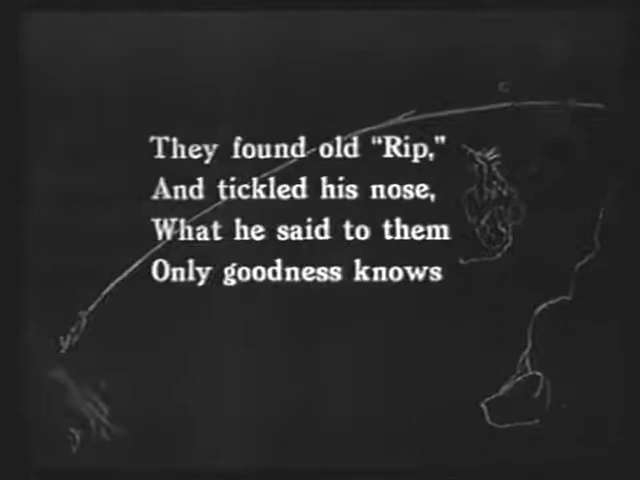 They found old “Rip,”
And tickled his nose,
What he said to them
Only goodness knows